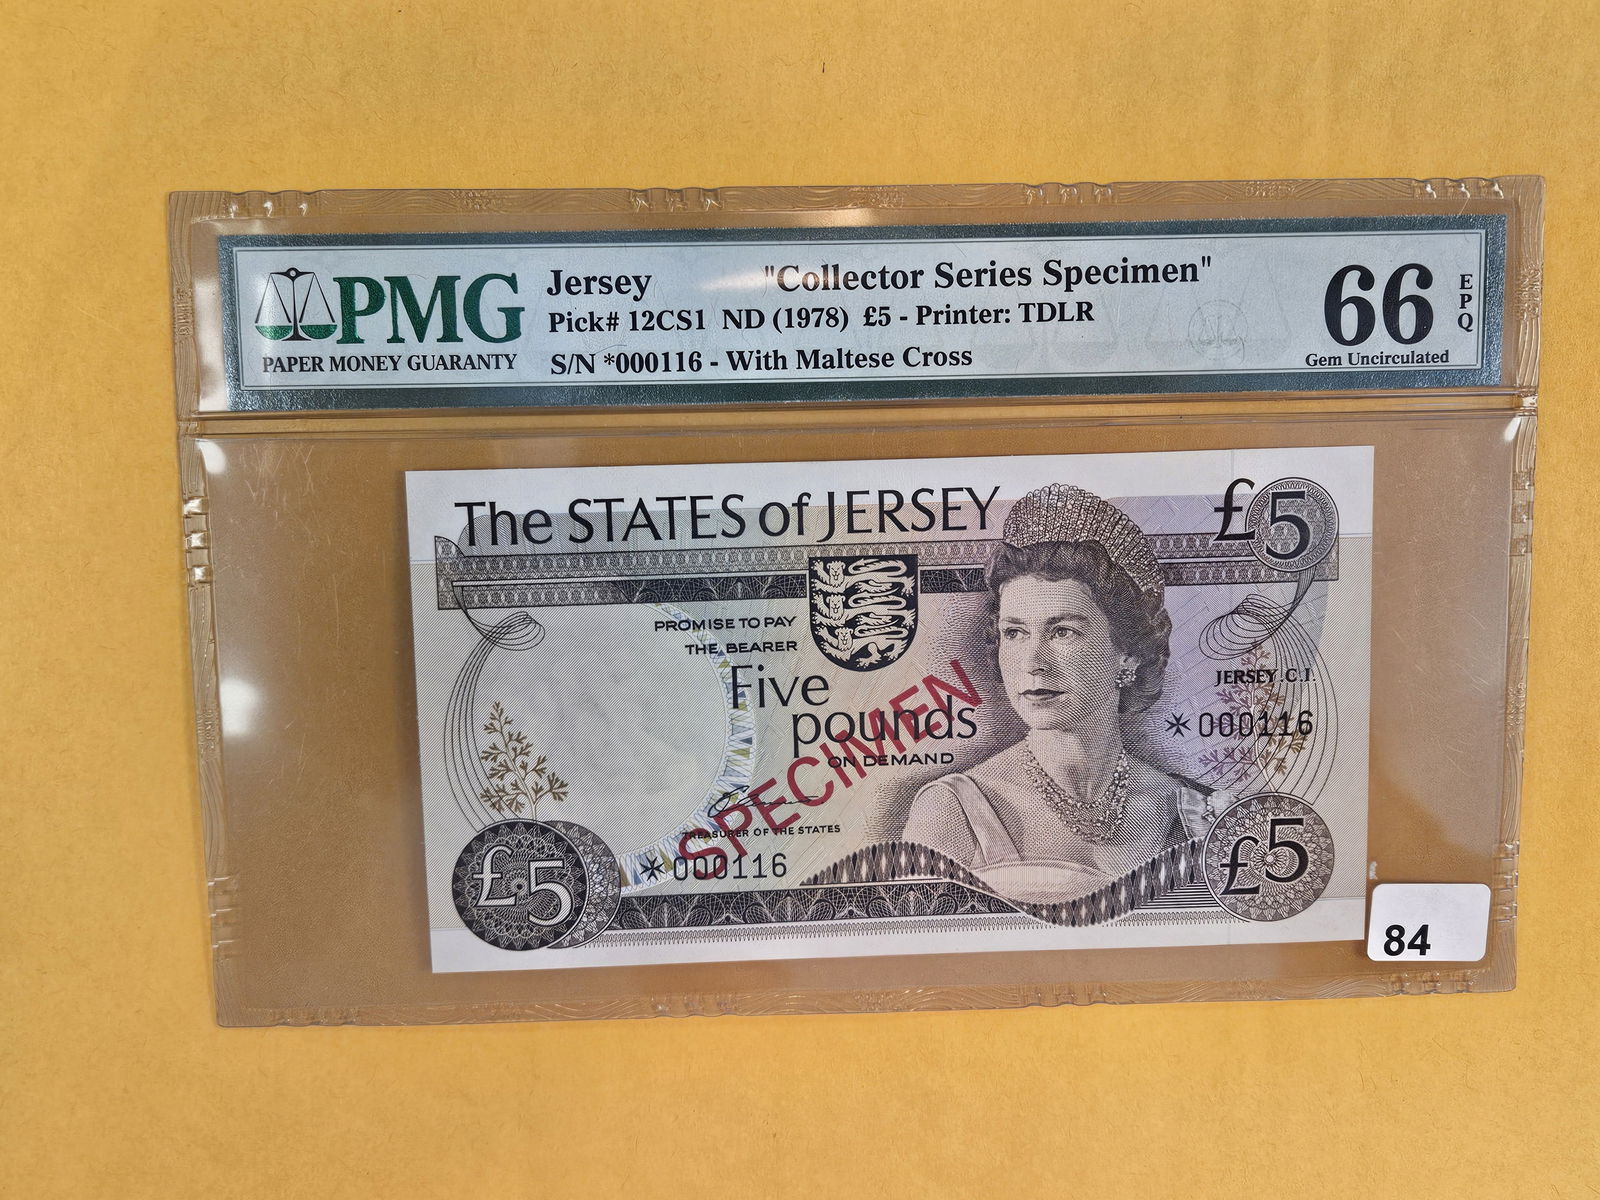 PMG
PAPER MONEY GUARANTY
Jersey "Collector Series Specimen"
Pick# 12CS1 ND (1978) £5 - Printer: TDLR
S/N *000116 - With Maltese Cross
66 EPQ
Gem Uncirculated
The STATES of JERSEY
£5
PROMISE TO PAY
THE BEARER
Five
pounds
ON DEMAND
SPECIMEN
JERSEY.C.I.
✠000116
TREASURER OF THE STATES
✠000116
£5
£5
84